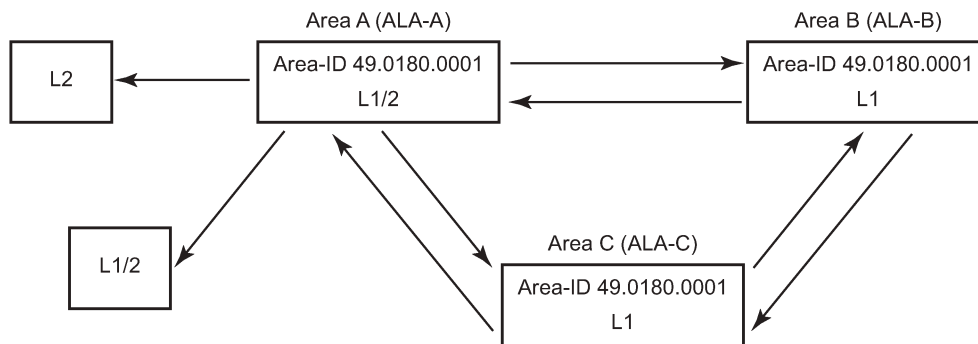 Area A (ALA-A)
Area B (ALA-B)
L2
Area-ID 49.0180.0001
L1/2
Area-ID 49.0180.0001
L1
L1/2
Area C (ALA-C)
Area-ID 49.0180.0001
L1